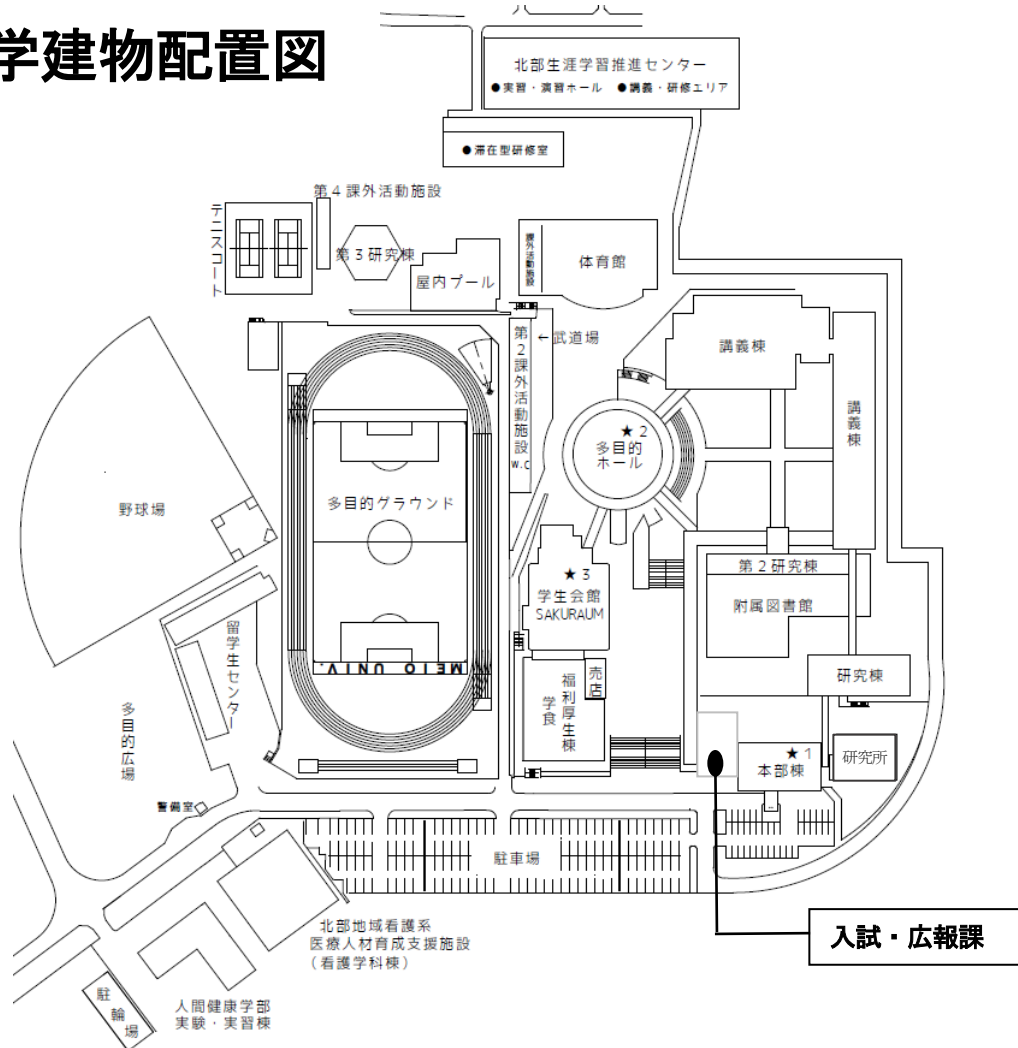 学建物配置図
北部生涯学習推進センター
●実習・演習ホール ●講義・研修エリア
●滞在型研修室
第4課外活動施設
テニスコート
第3研究棟
屋内プール
課外活動施設
体育館
第2課外活動施設
W.C
←武道場
講義棟
講義棟
★2
多目的
ホール
野球場
多目的グラウンド
★3
学生会館
SAKURAUM
第2研究棟
附属図書館
研究棟
留学生センター
MEIO UNIV.
売店
福利厚生棟
学食
多目的広場
★1
本部棟
研究所
警備室
駐車場
北部地域看護系
医療人材育成支援施設
(看護学科棟)
入試・広報課
駐輪場
人間健康学部
実験・実習棟